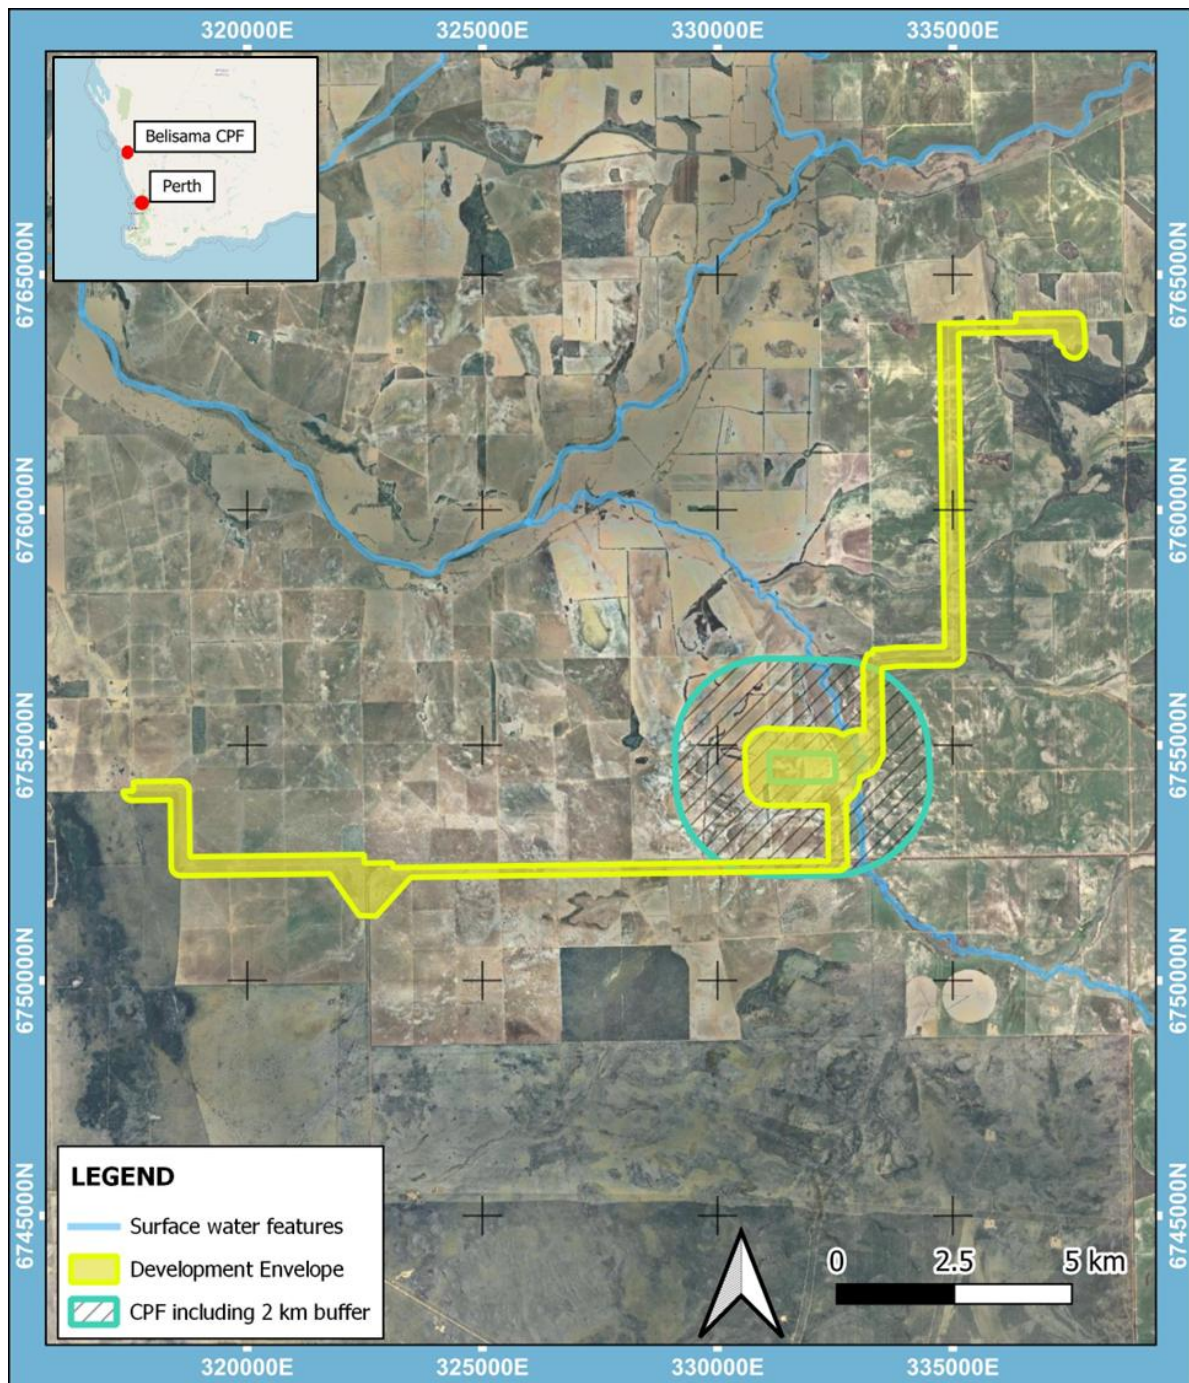 320000E 325000E 330000E 335000E
Belisama CPF
Perth
6765000N 6765000N
6760000N 6760000N
6755000N 6755000N
6750000N 6750000N
6745000N 6745000N
LEGEND
Surface water features
Development Envelope
CPF including 2 km buffer
0 2.5 5 km
320000E 325000E 330000E 335000E